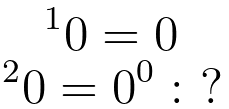 ¹0 = 0
²0 = 0⁰ : ?